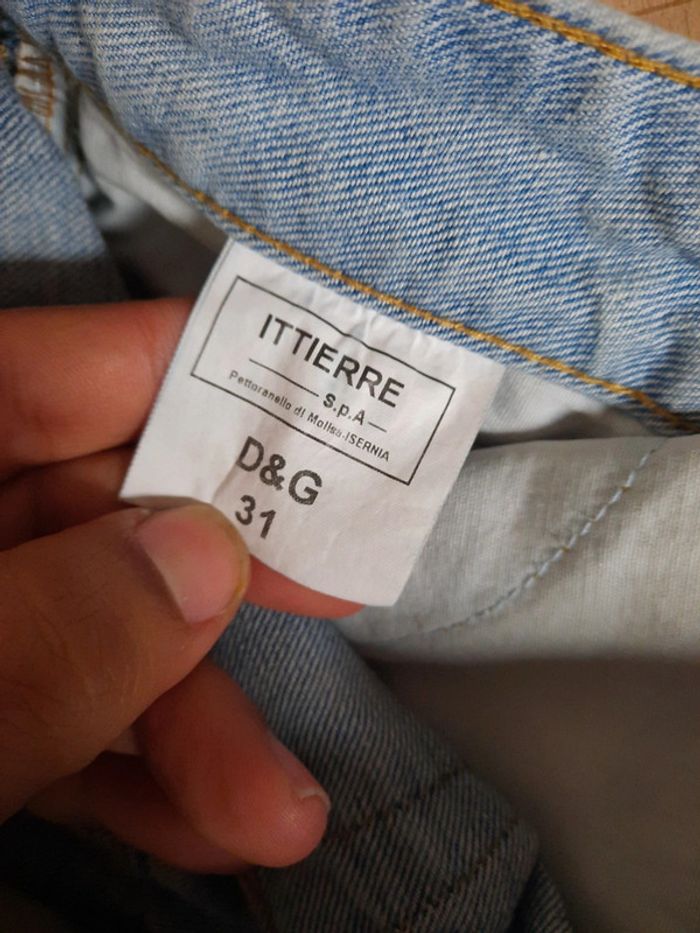 ITTIERRE
S.p.A
Pettoranello di Molise-ISERNIA
D&G
31